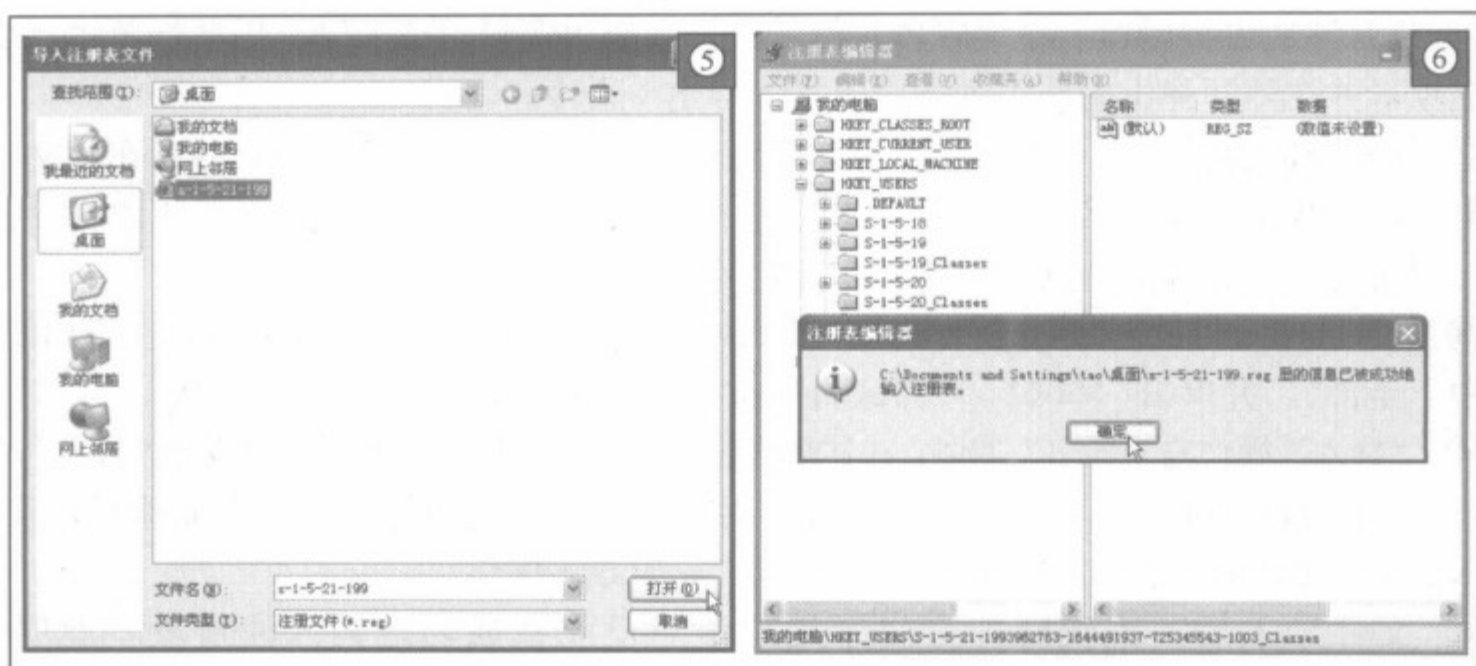 导入注册表文件
⑤
查找范围(I):
桌面
我最近的文档
桌面
我的文档
我的电脑
网上邻居
我的文档
我的电脑
网上邻居
s-1-5-21-199
文件名(N):
s-1-5-21-199
打开(O)
文件类型(T):
注册文件(*.reg)
取消
注册表编辑器
⑥
文件(F) 编辑(E) 查看(V) 收藏夹(A) 帮助(H)
我的电脑
HKEY_CLASSES_ROOT
HKEY_CURRENT_USER
HKEY_LOCAL_MACHINE
HKEY_USERS
.DEFAULT
S-1-5-18
S-1-5-19
S-1-5-19_Classes
S-1-5-20
S-1-5-20_Classes
名称 类型 数据
(默认) REG_SZ (数值未设置)
注册表编辑器
C:\Documents and Settings\tao\桌面\s-1-5-21-199.reg 里的信息已被成功地
输入注册表。
确定
我的电脑\HKEY_USERS\S-1-5-21-1993962763-1644491937-725345543-1003_Classes